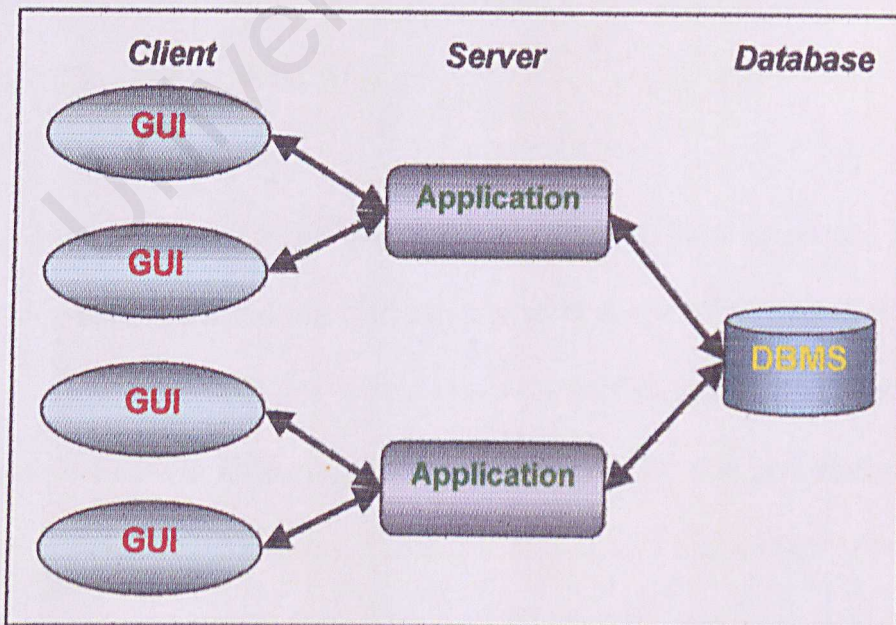 Client Server Database
GUI
Application
GUI
GUI
DBMS
Application
GUI